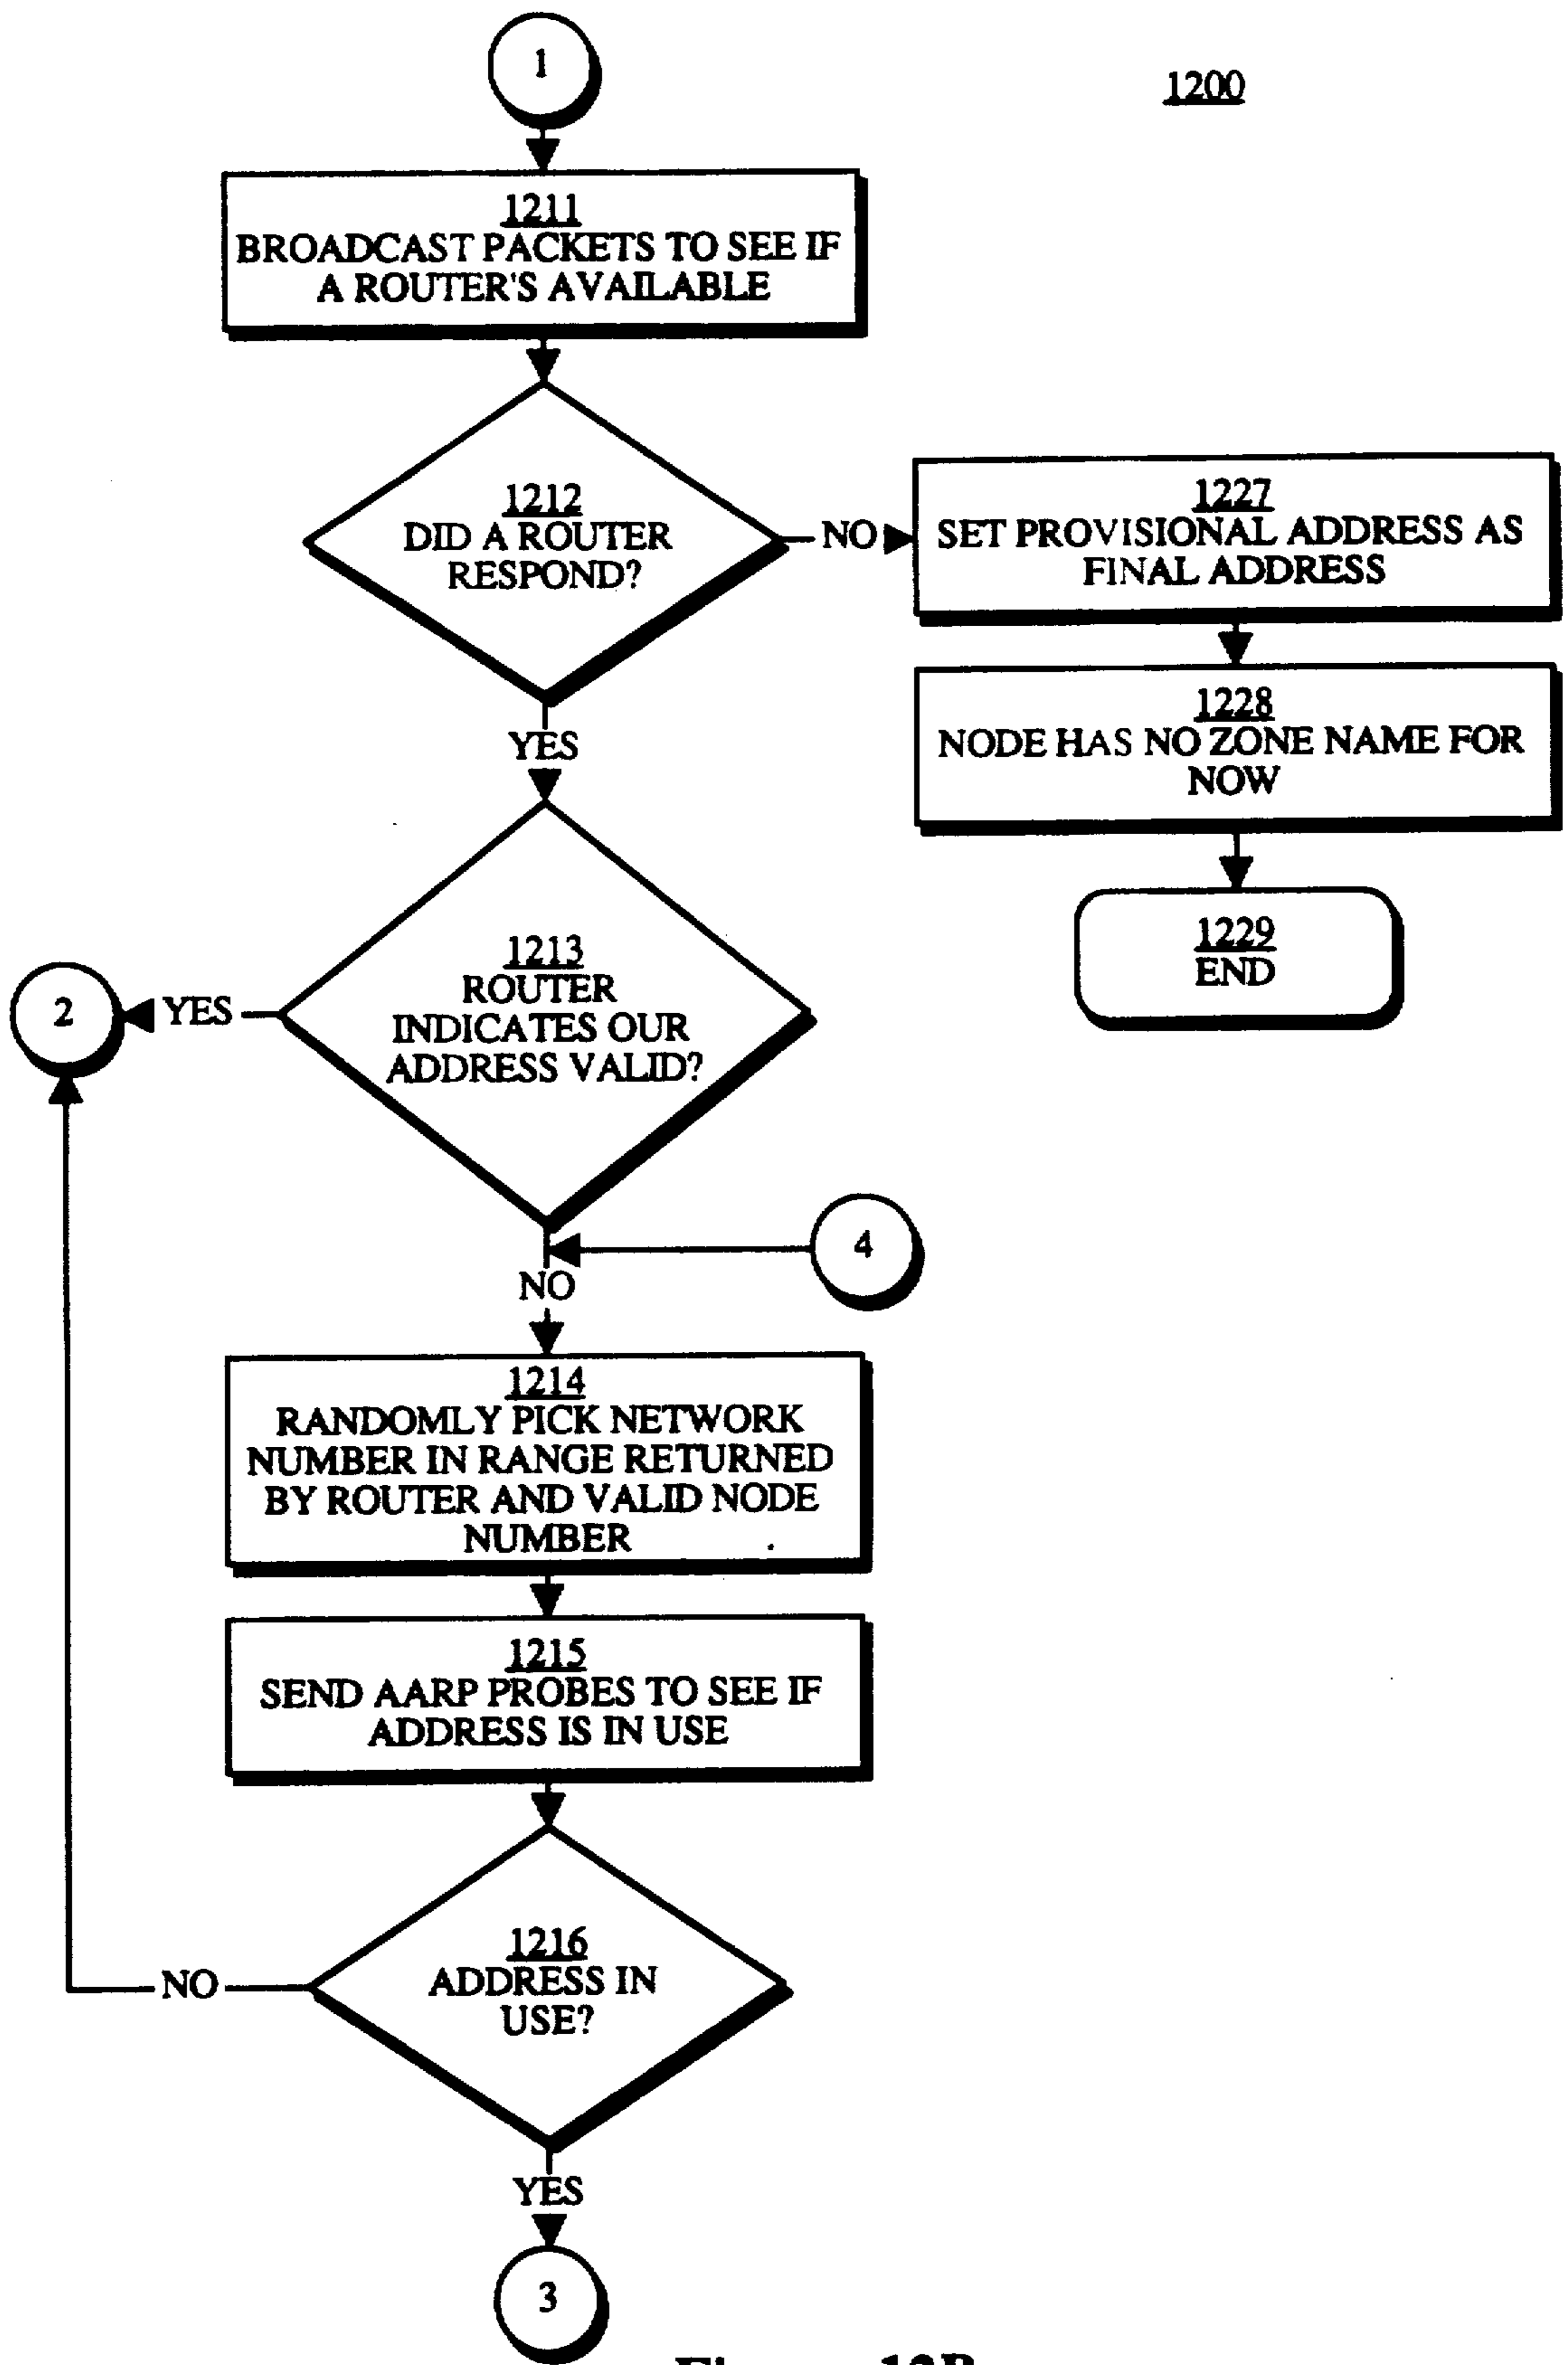 1
1200
1211
BROADCAST PACKETS TO SEE IF
A ROUTER'S AVAILABLE
1212
DID A ROUTER
RESPOND?
NO
1227
SET PROVISIONAL ADDRESS AS
FINAL ADDRESS
YES
1228
NODE HAS NO ZONE NAME FOR
NOW
1229
END
1213
ROUTER
INDICATES OUR
ADDRESS VALID?
YES
2
4
NO
1214
RANDOMLY PICK NETWORK
NUMBER IN RANGE RETURNED
BY ROUTER AND VALID NODE
NUMBER
1215
SEND AARP PROBES TO SEE IF
ADDRESS IS IN USE
1216
ADDRESS IN
USE?
NO
YES
3